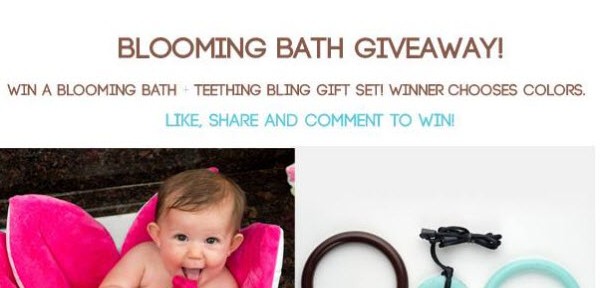 BLOOMING BATH GIVEAWAY!
WIN A BLOOMING BATH + TEETHING BLING GIFT SET! WINNER CHOOSES COLORS.
LIKE, SHARE AND COMMENT TO WIN!